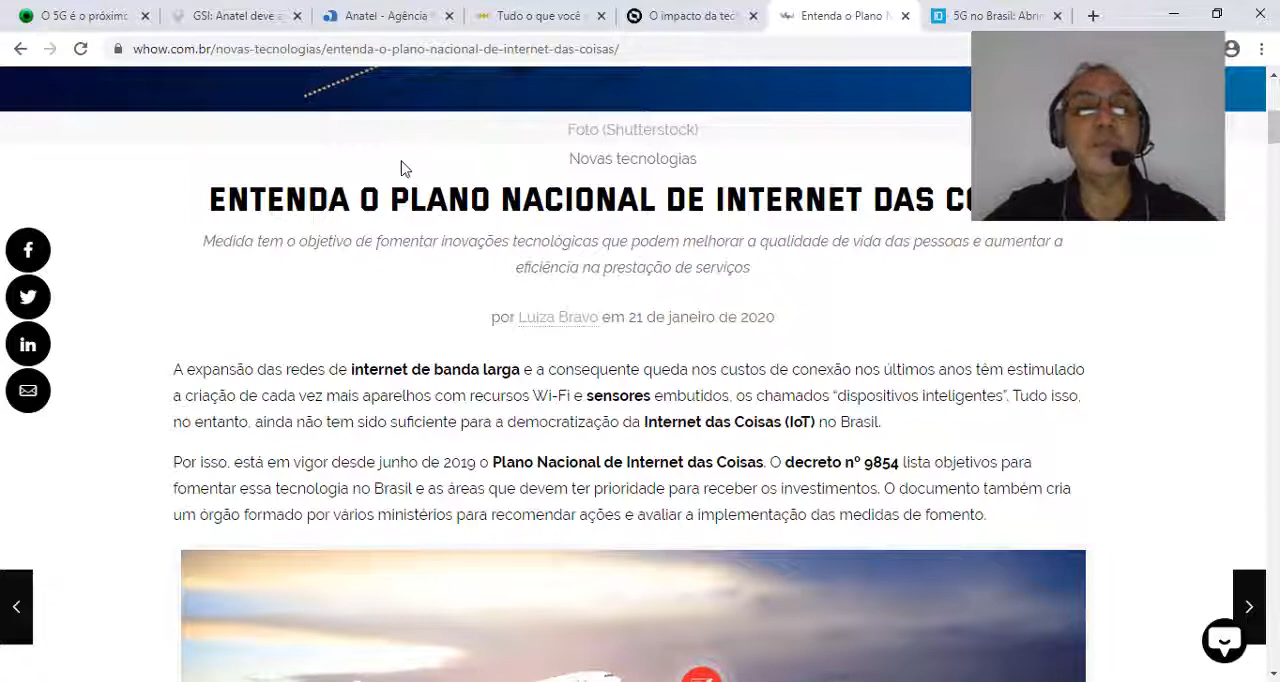 O 5G é o próximo
GSI: Anatel deve a
Anatel - Agência
Tudo o que você
O impacto da tec
Entenda o Plano N
5G no Brasil: Abrin
whow.com.br/novas-tecnologias/entenda-o-plano-nacional-de-internet-das-coisas/
Foto (Shutterstock)
Novas tecnologias
ENTENDA O PLANO NACIONAL DE INTERNET DAS CO
Medida tem o objetivo de fomentar inovações tecnológicas que podem melhorar a qualidade de vida das pessoas e aumentar a
eficiência na prestação de serviços
por Luiza Bravo em 21 de janeiro de 2020
A expansão das redes de internet de banda larga e a consequente queda nos custos de conexão nos últimos anos têm estimulado
a criação de cada vez mais aparelhos com recursos Wi-Fi e sensores embutidos, os chamados “dispositivos inteligentes”. Tudo isso,
no entanto, ainda não tem sido suficiente para a democratização da Internet das Coisas (IoT) no Brasil.
Por isso, está em vigor desde junho de 2019 o Plano Nacional de Internet das Coisas. O decreto nº 9854 lista objetivos para
fomentar essa tecnologia no Brasil e as áreas que devem ter prioridade para receber os investimentos. O documento também cria
um órgão formado por vários ministérios para recomendar ações e avaliar a implementação das medidas de fomento.